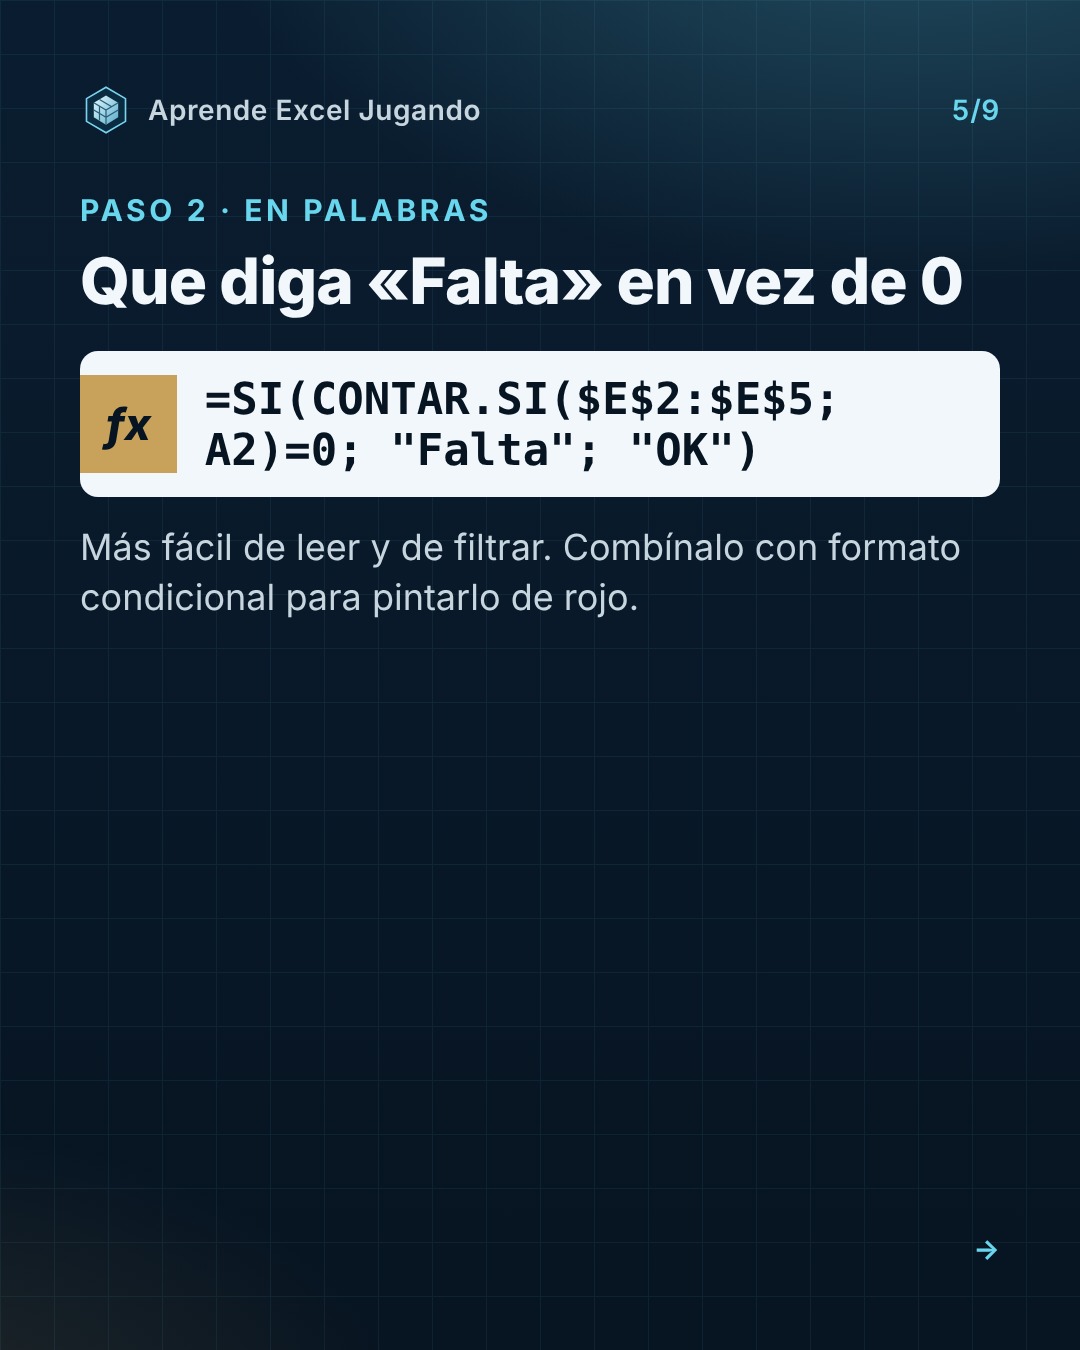 Aprende Excel Jugando
5/9
PASO 2 · EN PALABRAS
Que diga «Falta» en vez de 0
fx
=SI(CONTAR.SI($E$2:$E$5;
A2)=0; "Falta"; "OK")
Más fácil de leer y de filtrar. Combínalo con formato
condicional para pintarlo de rojo.
→